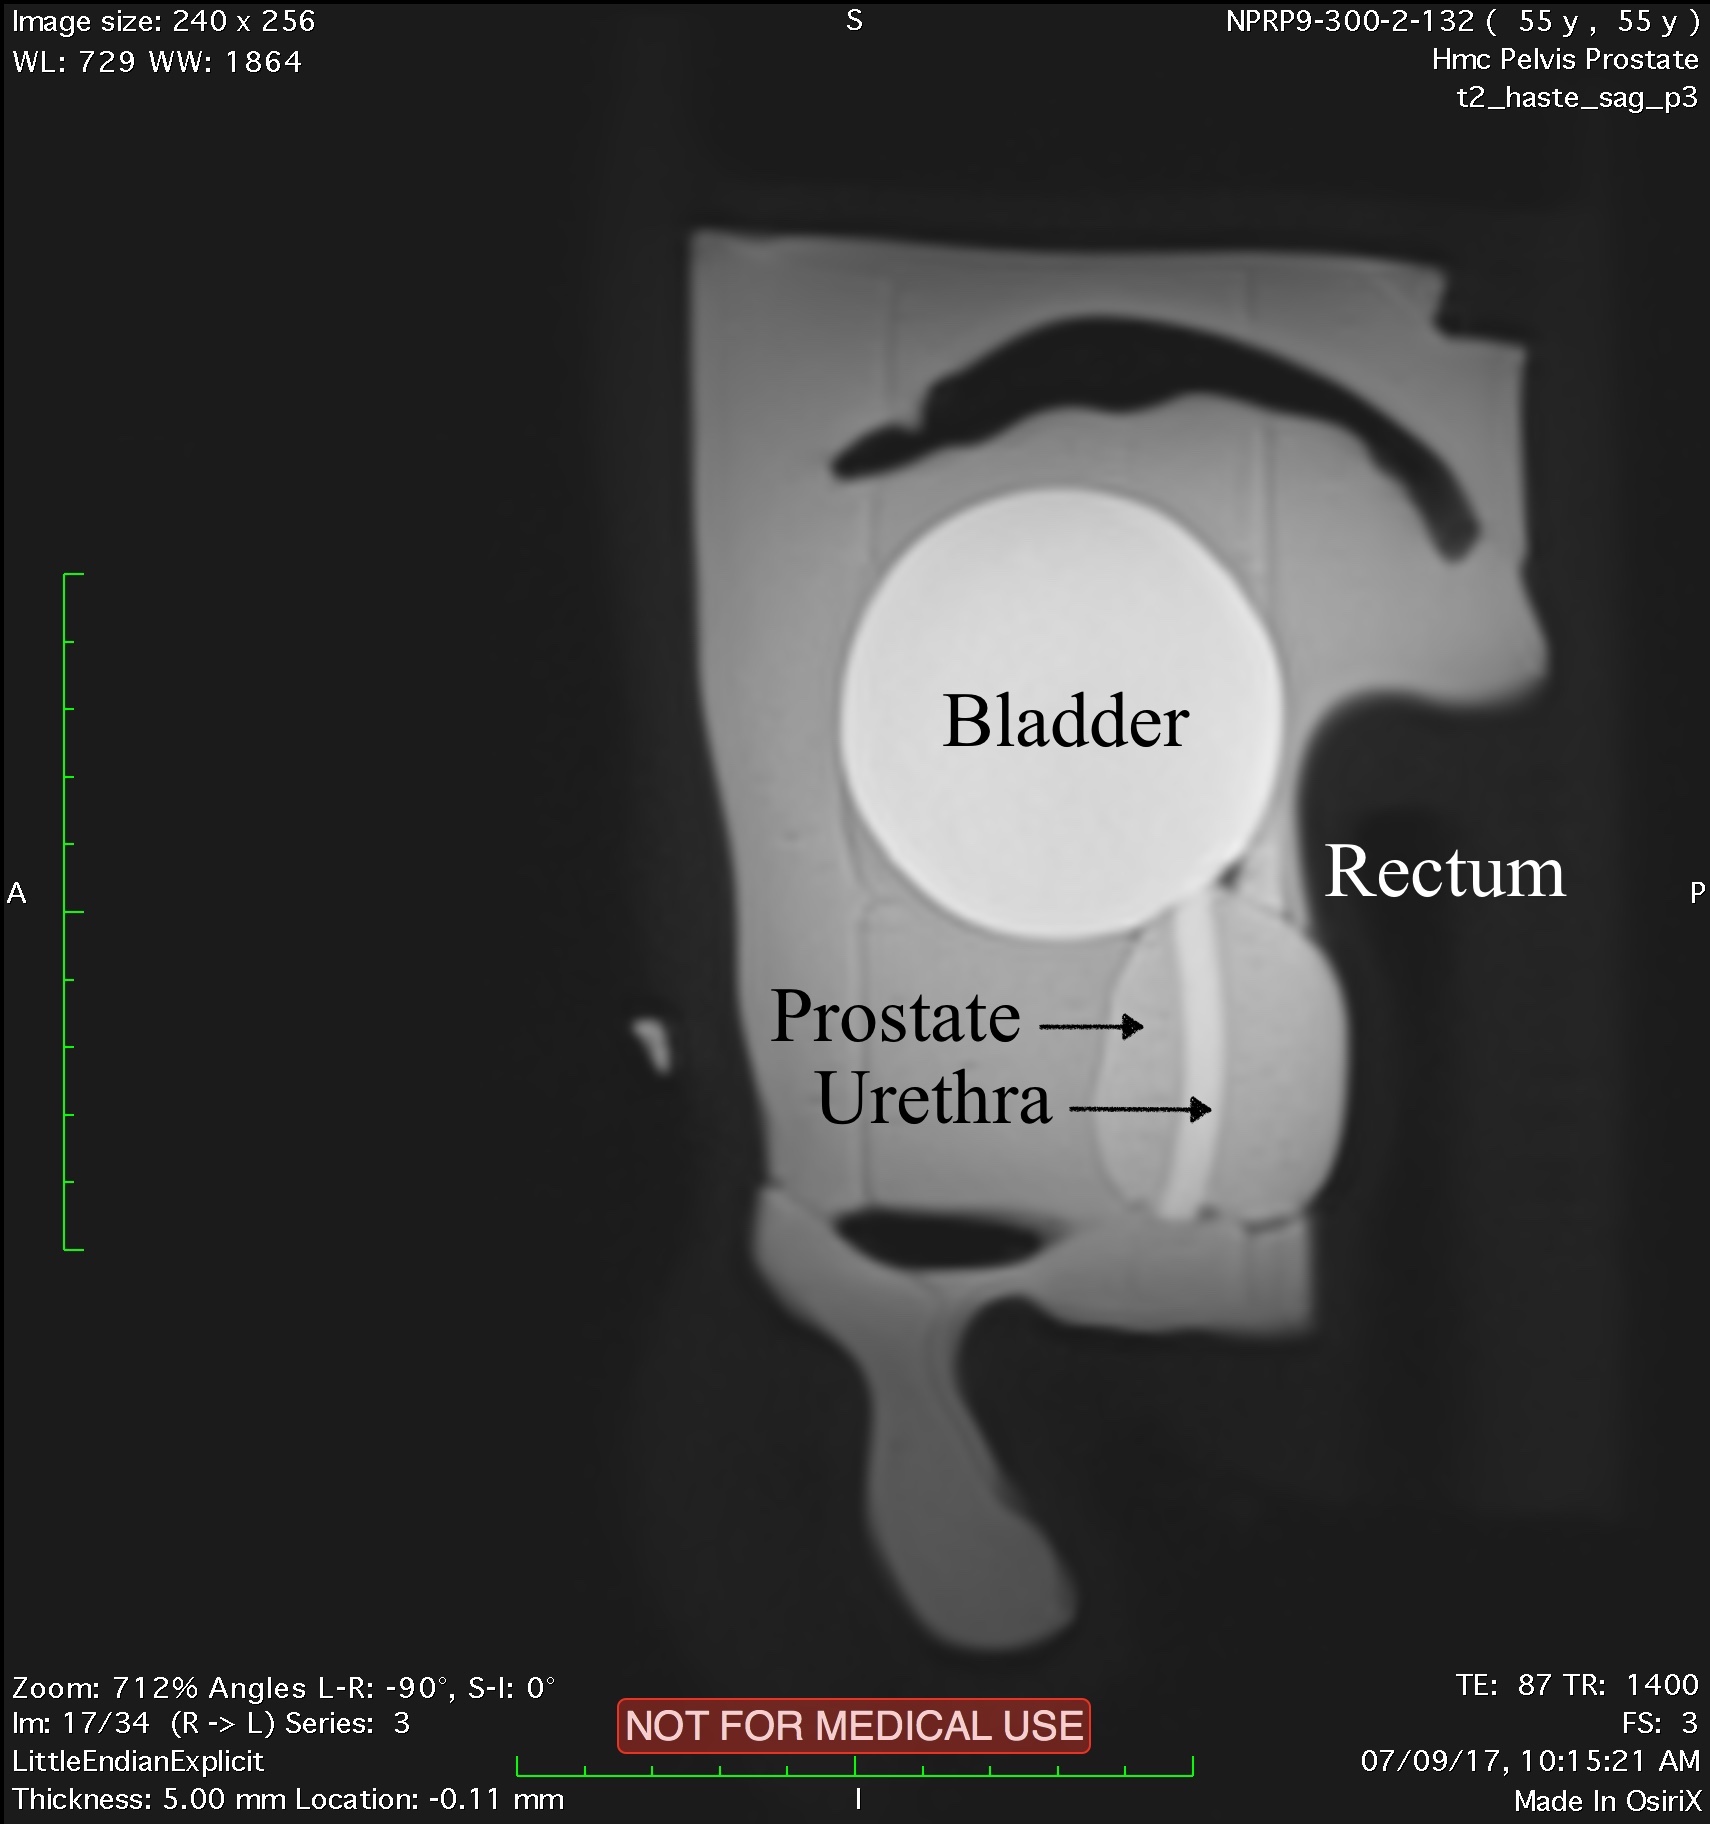 Image size: 240 x 256
WL: 729 WW: 1864
S
NPRP9-300-2-132 ( 55 y , 55 y )
Hmc Pelvis Prostate
t2_haste_sag_p3
Bladder
Rectum
A
P
Prostate
Urethra
Zoom: 712% Angles L-R: -90°, S-I: 0°
Im: 17/34 (R -> L) Series: 3
LittleEndianExplicit
Thickness: 5.00 mm Location: -0.11 mm
NOT FOR MEDICAL USE
I
TE: 87 TR: 1400
FS: 3
07/09/17, 10:15:21 AM
Made In OsiriX